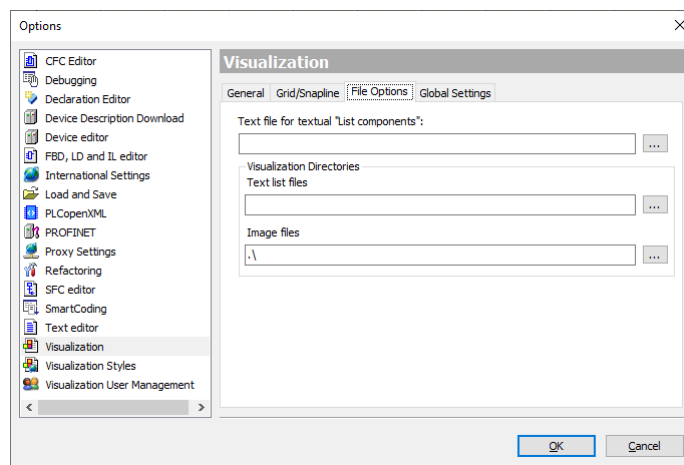 Options
CFC Editor
Debugging
Declaration Editor
Device Description Download
Device editor
FBD, LD and IL editor
International Settings
Load and Save
PLCopenXML
PROFINET
Proxy Settings
Refactoring
SFC editor
SmartCoding
Text editor
Visualization
Visualization Styles
Visualization User Management
Visualization
General Grid/Snapline File Options Global Settings
Text file for textual "List components":
...
Visualization Directories
Text list files
...
Image files
.\
...
OK Cancel